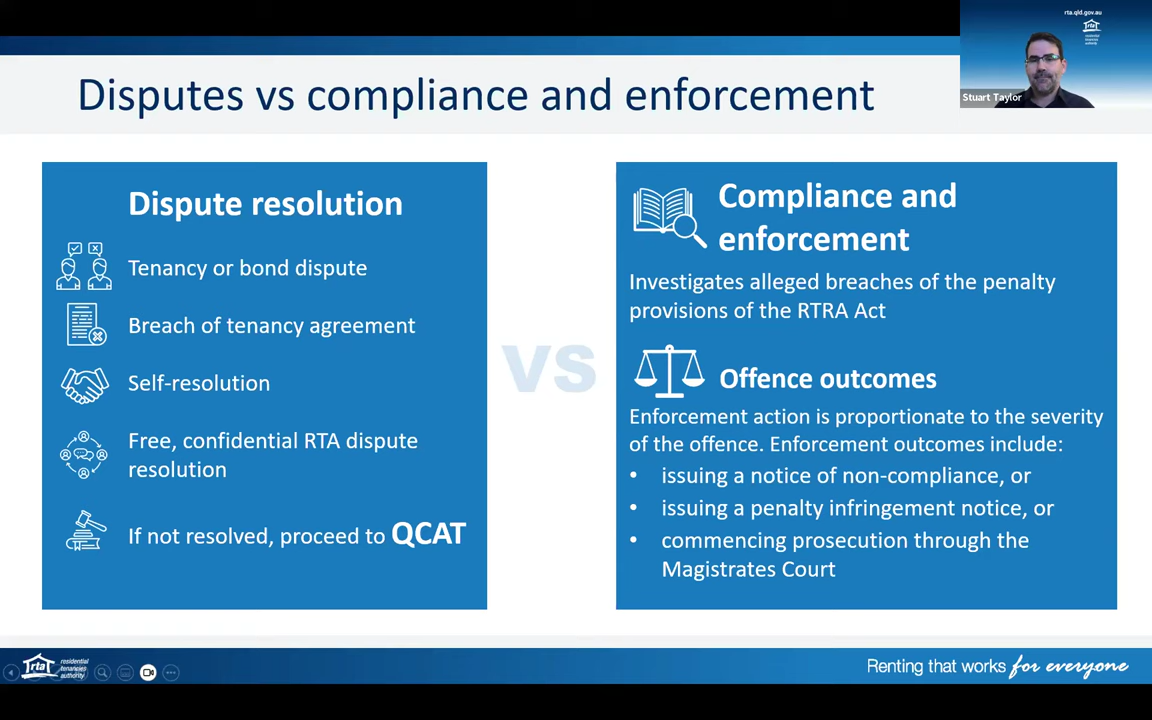 rta.qld.gov.au
rta
residential
tenancies
authority
Stuart Taylor
Disputes vs compliance and enforcement
Dispute resolution
Tenancy or bond dispute
Breach of tenancy agreement
Self-resolution
Free, confidential RTA dispute
resolution
If not resolved, proceed to QCAT
VS
Compliance and
enforcement
Investigates alleged breaches of the penalty
provisions of the RTRA Act
Offence outcomes
Enforcement action is proportionate to the severity
of the offence. Enforcement outcomes include:
• issuing a notice of non-compliance, or
• issuing a penalty infringement notice, or
• commencing prosecution through the
Magistrates Court
rta
residential
tenancies
authority
Renting that works for everyone